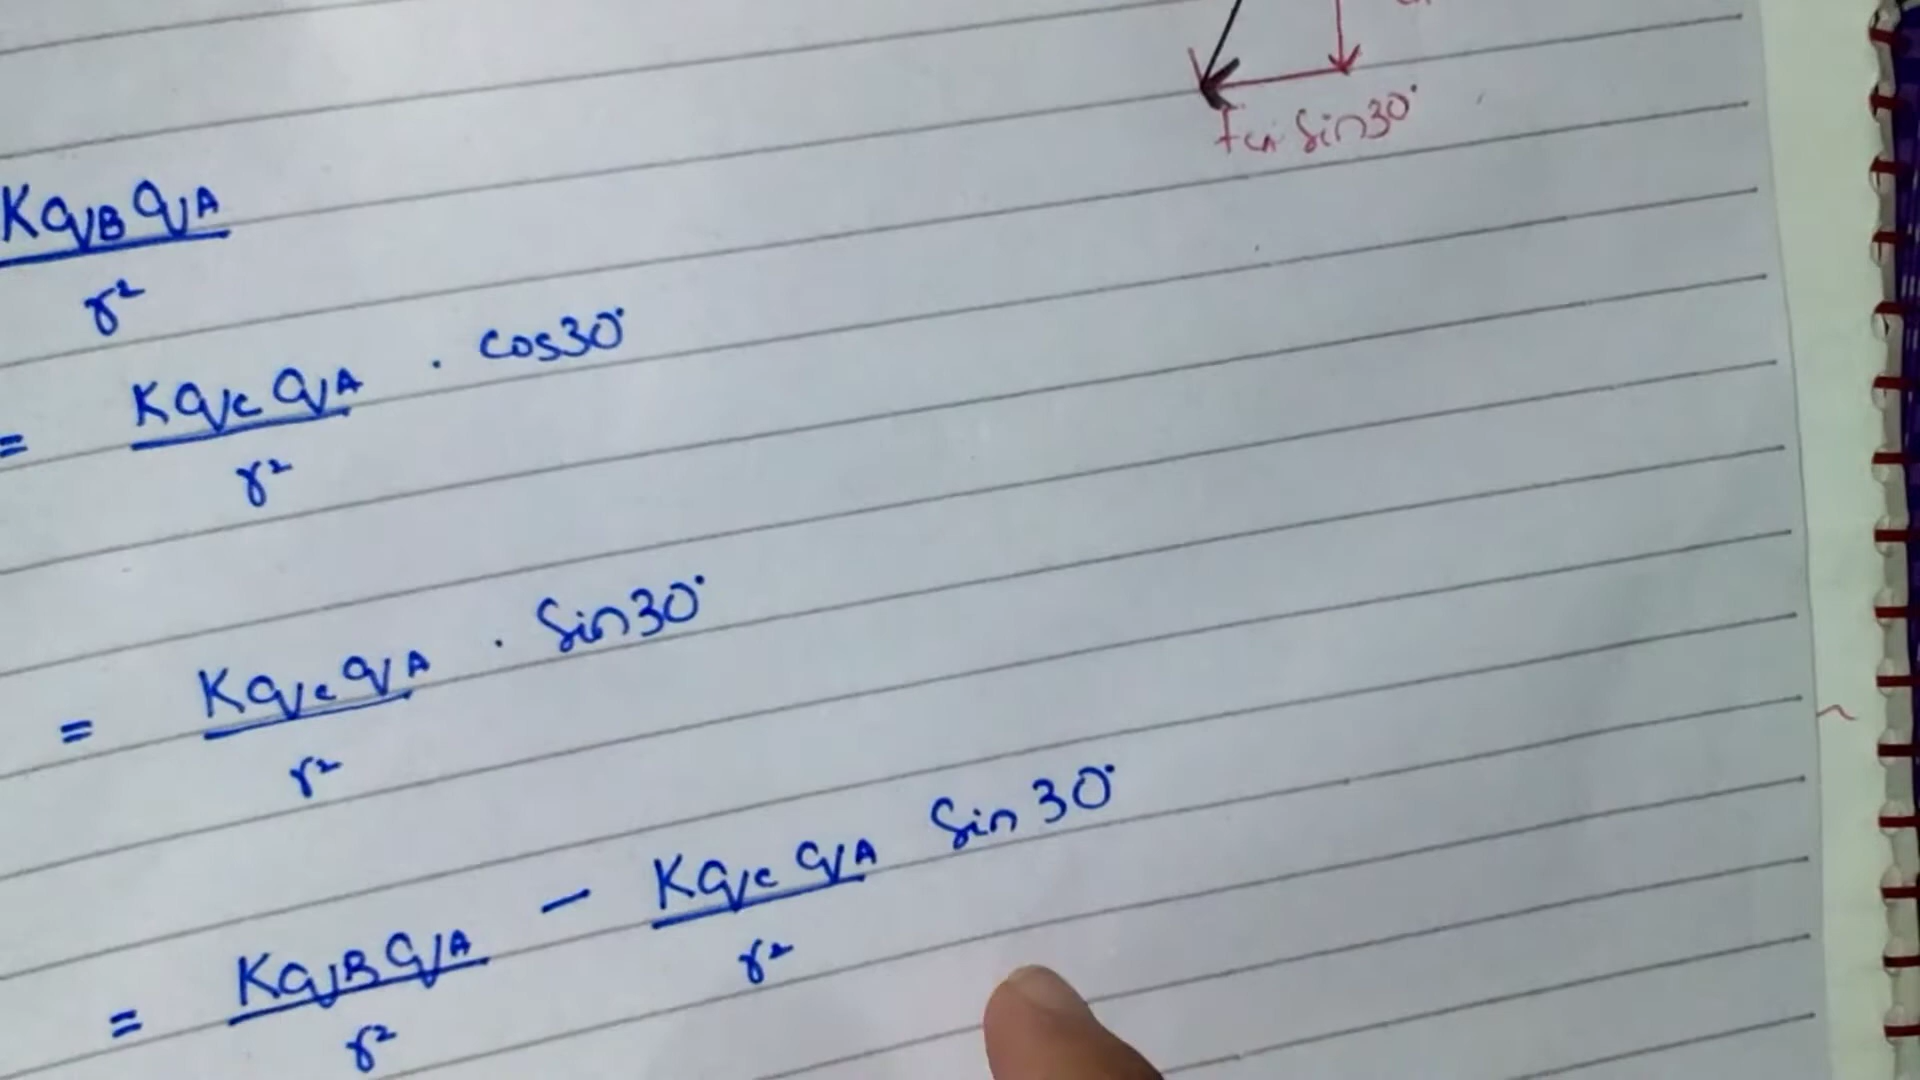 F_CA Sin30°
Kq_B q_A / r²
= Kq_C q_A / r² · cos30°
= Kq_C q_A / r² · Sin30°
= Kq_B q_A / r² - Kq_C q_A / r² Sin30°